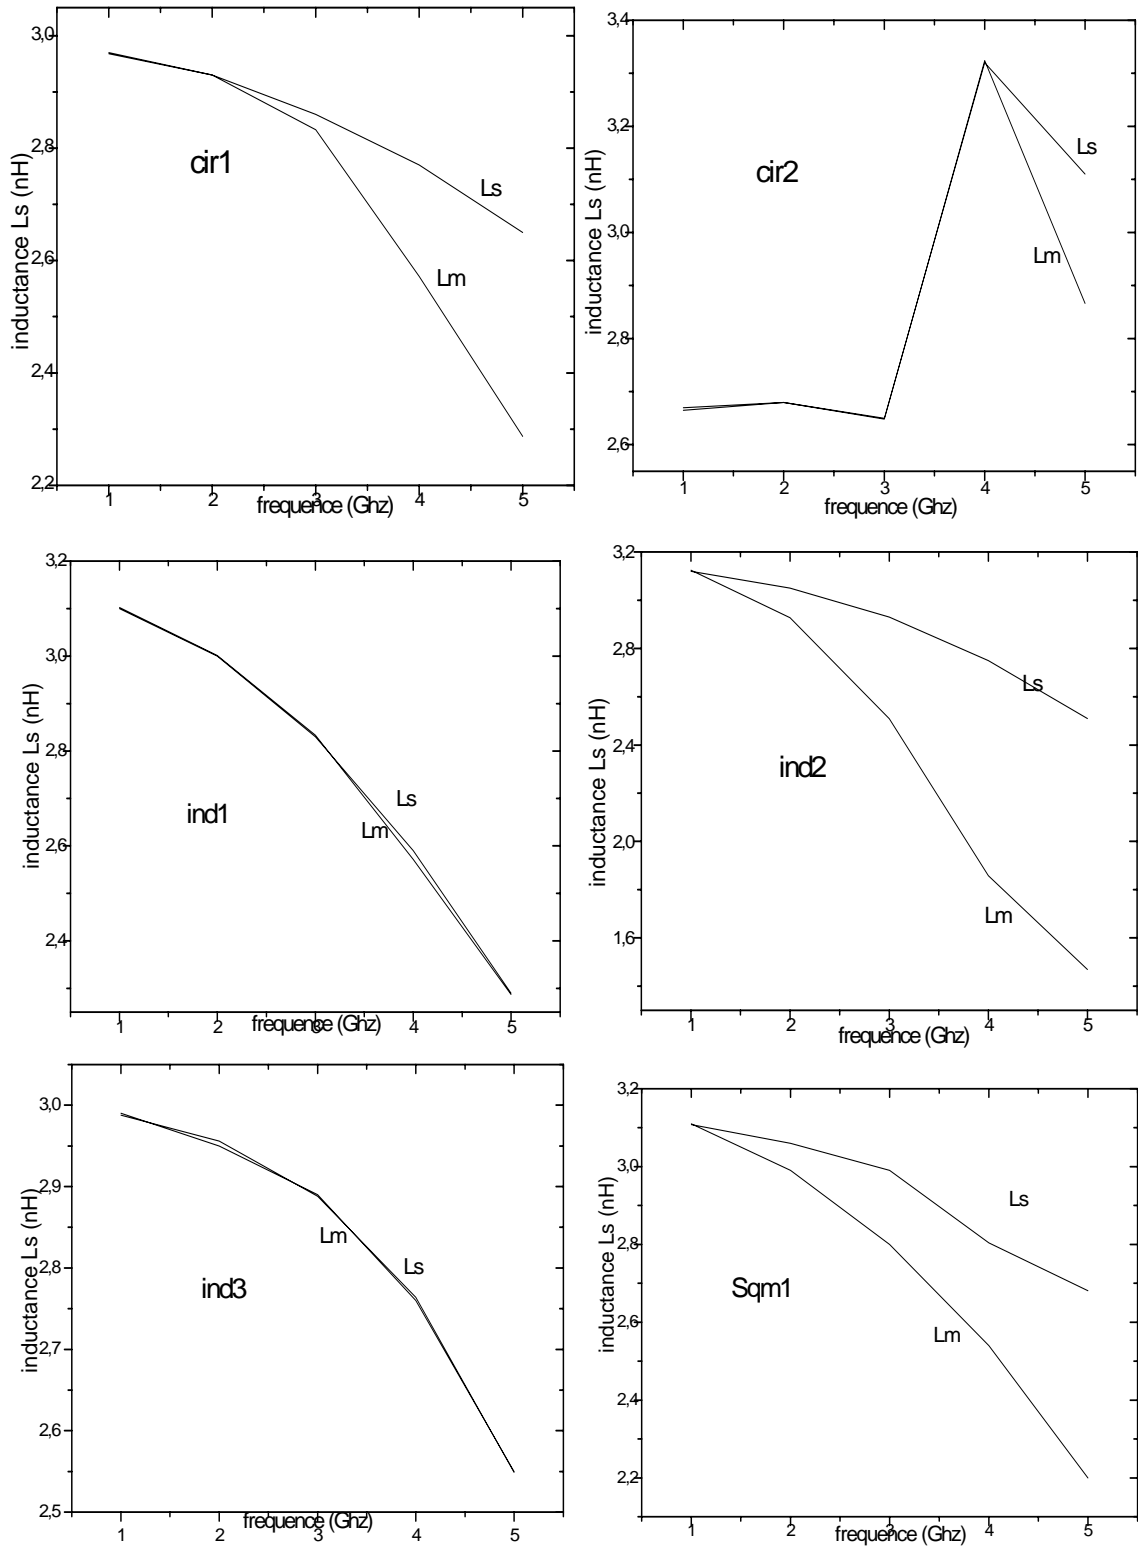 3,0
2,8
2,6
2,4
2,2
inductance Ls (nH)
cir1
Ls
Lm
1 2 3 4 5
frequence (Ghz)
3,4
3,2
3,0
2,8
2,6
inductance Ls (nH)
cir2
Ls
Lm
1 2 3 4 5
frequence (Ghz)
3,2
3,0
2,8
2,6
2,4
inductance Ls (nH)
ind1
Ls
Lm
1 2 3 4 5
frequence (Ghz)
3,2
2,8
2,4
2,0
1,6
inductance Ls (nH)
ind2
Ls
Lm
1 2 3 4 5
frequence (Ghz)
3,0
2,9
2,8
2,7
2,6
2,5
inductance Ls (nH)
ind3
Lm
Ls
1 2 3 4 5
frequence (Ghz)
3,2
3,0
2,8
2,6
2,4
2,2
inductance Ls (nH)
Sqm1
Ls
Lm
1 2 3 4 5
frequence (Ghz)